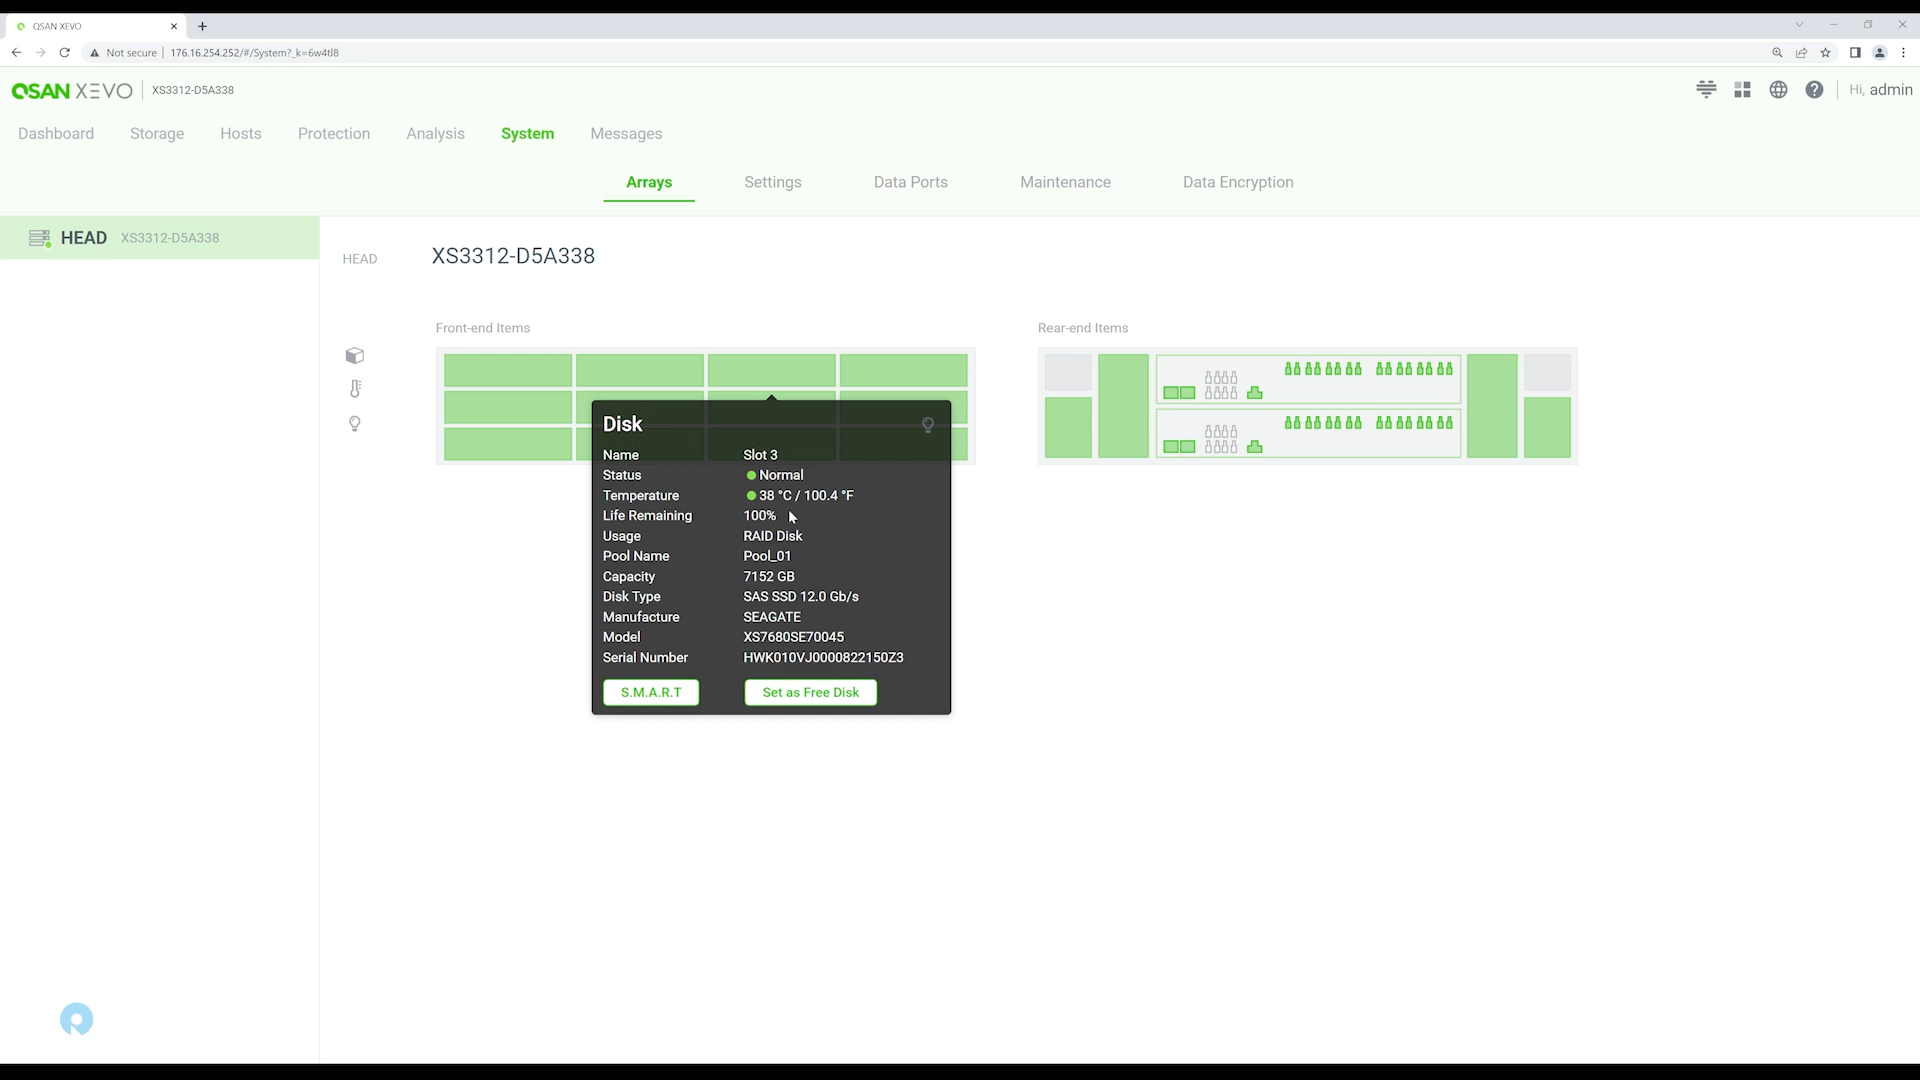 QSAN XEVO
Not secure 176.16.254.252/#/System?_k=6w4tl8
QSAN XEVO XS3312-D5A338
Hi, admin
Dashboard Storage Hosts Protection Analysis System Messages
Arrays Settings Data Ports Maintenance Data Encryption
HEAD XS3312-D5A338
HEAD XS3312-D5A338
Front-end Items
Rear-end Items
Disk
Name Slot 3
Status Normal
Temperature 38 °C / 100.4 °F
Life Remaining 100%
Usage RAID Disk
Pool Name Pool_01
Capacity 7152 GB
Disk Type SAS SSD 12.0 Gb/s
Manufacture SEAGATE
Model XS7680SE70045
Serial Number HWK010VJ0000822150Z3
S.M.A.R.T Set as Free Disk